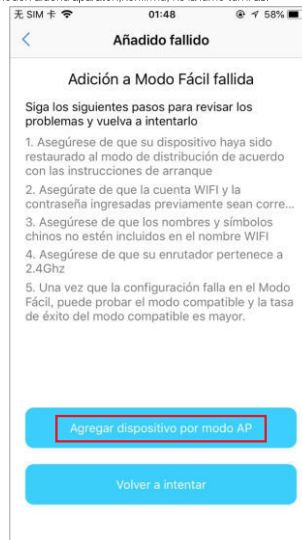 无 SIM 卡 01:48 58%
Añadido fallido
Adición a Modo Fácil fallida
Siga los siguientes pasos para revisar los
problemas y vuelva a intentarlo
1. Asegúrese de que su dispositivo haya sido
restaurado al modo de distribución de acuerdo
con las instrucciones de arranque
2. Asegúrate de que la cuenta WIFI y la
contraseña ingresadas previamente sean corre...
3. Asegúrese de que los nombres y símbolos
chinos no estén incluidos en el nombre WIFI
4. Asegúrese de que su enrutador pertenece a
2.4Ghz
5. Una vez que la configuración falla en el Modo
Fácil, puede probar el modo compatible y la tasa
de éxito del modo compatible es mayor.
Agregar dispositivo por modo AP
Volver a intentar